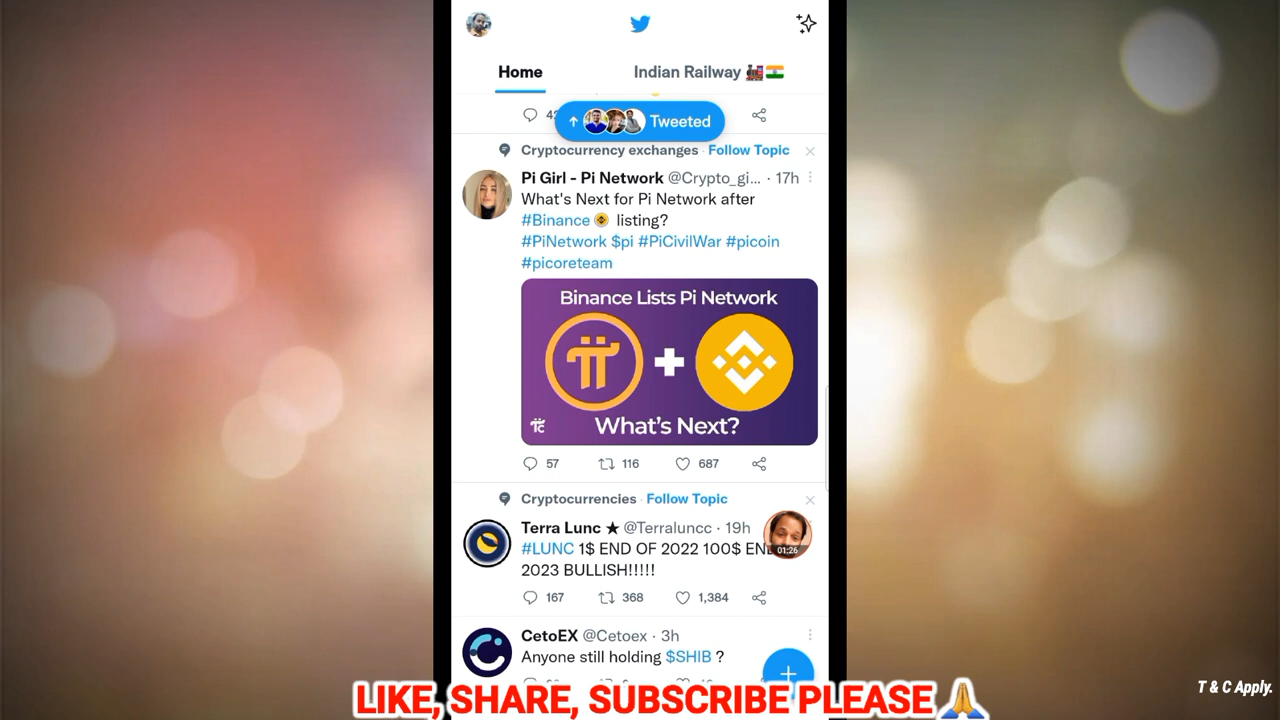 Home
Indian Railway 🚂🇮🇳
Tweeted
Cryptocurrency exchanges · Follow Topic
Pi Girl - Pi Network @Crypto_gi... · 17h
What's Next for Pi Network after
#Binance listing?
#PiNetwork $pi #PiCivilWar #picoin
#picoreteam
Binance Lists Pi Network
What's Next?
57 116 687
Cryptocurrencies · Follow Topic
Terra Lunc ★ @Terraluncc · 19h
#LUNC 1$ END OF 2022 100$
2023 BULLISH!!!!!
01:26
167 368 1,384
CetoEX @Cetoex · 3h
Anyone still holding $SHIB ?
LIKE, SHARE, SUBSCRIBE PLEASE 🙏
T & C Apply.